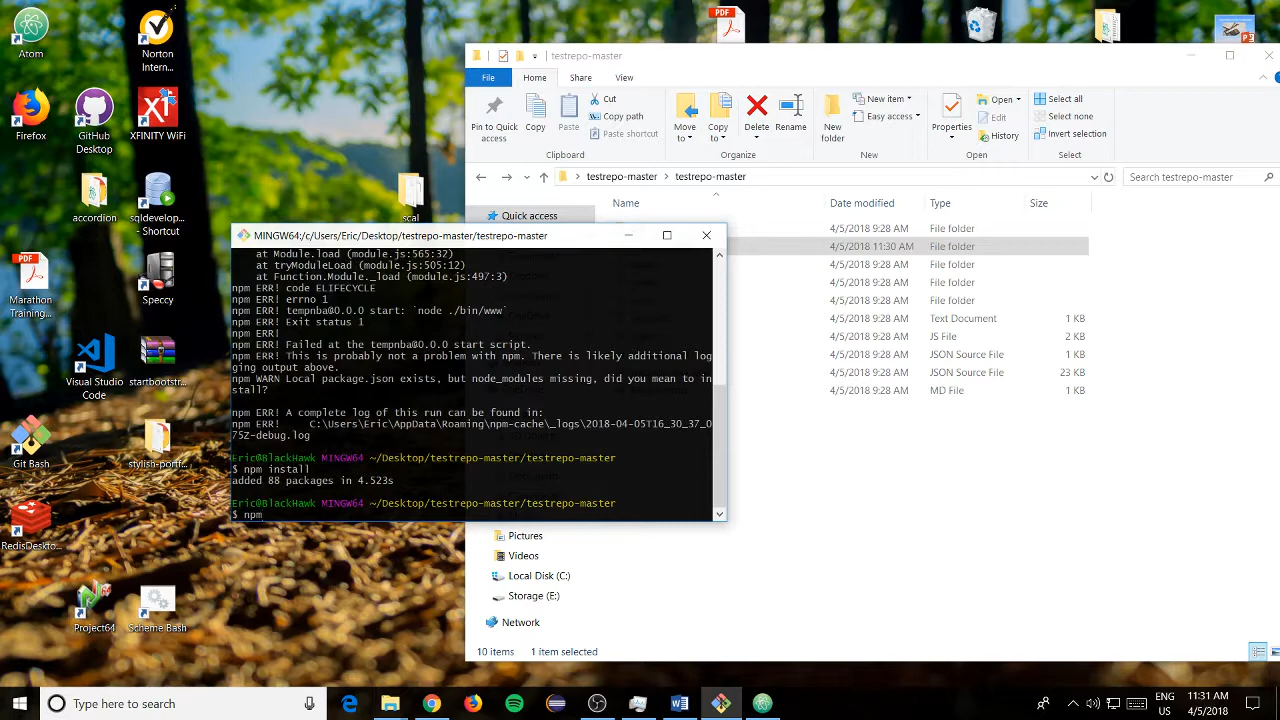 Atom
Norton
Intern...
Firefox
GitHub
Desktop
XFINITY WiFi
accordion
sqldevelop...
- Shortcut
scal
Marathon
Training...
Speccy
Visual Studio
Code
startbootstr...
Git Bash
stylish-portf...
RedisDeskto...
Project64
Scheme Bash
PDF
testrepo-master
File
Home
Share
View
Pin to Quick
access
Copy
Paste
Cut
Copy path
Paste shortcut
Clipboard
Move
to
Copy
to
Delete
Rename
Organize
New
folder
New item
Easy access
New
Properties
Open
Edit
History
Open
Select all
Select none
Invert selection
Select
testrepo-master > testrepo-master
Search testrepo-master
Quick access
Name
Date modified
Type
Size
4/5/2018 9:28 AM File folder
4/5/2018 11:30 AM File folder
4/5/2018 9:28 AM File folder
4/5/2018 9:28 AM File folder
4/5/2018 9:28 AM File folder
4/5/2018 9:28 AM Text Document 1 KB
4/5/2018 9:28 AM JS File 2 KB
4/5/2018 9:28 AM JSON Source File 1 KB
4/5/2018 9:28 AM JSON Source File 23 KB
4/5/2018 9:28 AM MD File 1 KB
MINGW64:/c/Users/Eric/Desktop/testrepo-master/testrepo-master
at Module.load (module.js:565:32)
at tryModuleLoad (module.js:505:12)
at Function.Module._load (module.js:497:3)
npm ERR! code ELIFECYCLE
npm ERR! errno 1
npm ERR! tempnba@0.0.0 start: `node ./bin/www`
npm ERR! Exit status 1
npm ERR!
npm ERR! Failed at the tempnba@0.0.0 start script.
npm ERR! This is probably not a problem with npm. There is likely additional log
ging output above.
npm WARN Local package.json exists, but node_modules missing, did you mean to in
stall?
npm ERR! A complete log of this run can be found in:
npm ERR!     C:\Users\Eric\AppData\Roaming\npm-cache\_logs\2018-04-05T16_30_37_0
75Z-debug.log
Eric@BlackHawk MINGW64 ~/Desktop/testrepo-master/testrepo-master
$ npm install
added 88 packages in 4.523s
Eric@BlackHawk MINGW64 ~/Desktop/testrepo-master/testrepo-master
$ npm
Pictures
Videos
Local Disk (C:)
Storage (E:)
Network
10 items
1 item selected
Type here to search
ENG
US
11:31 AM
4/5/2018